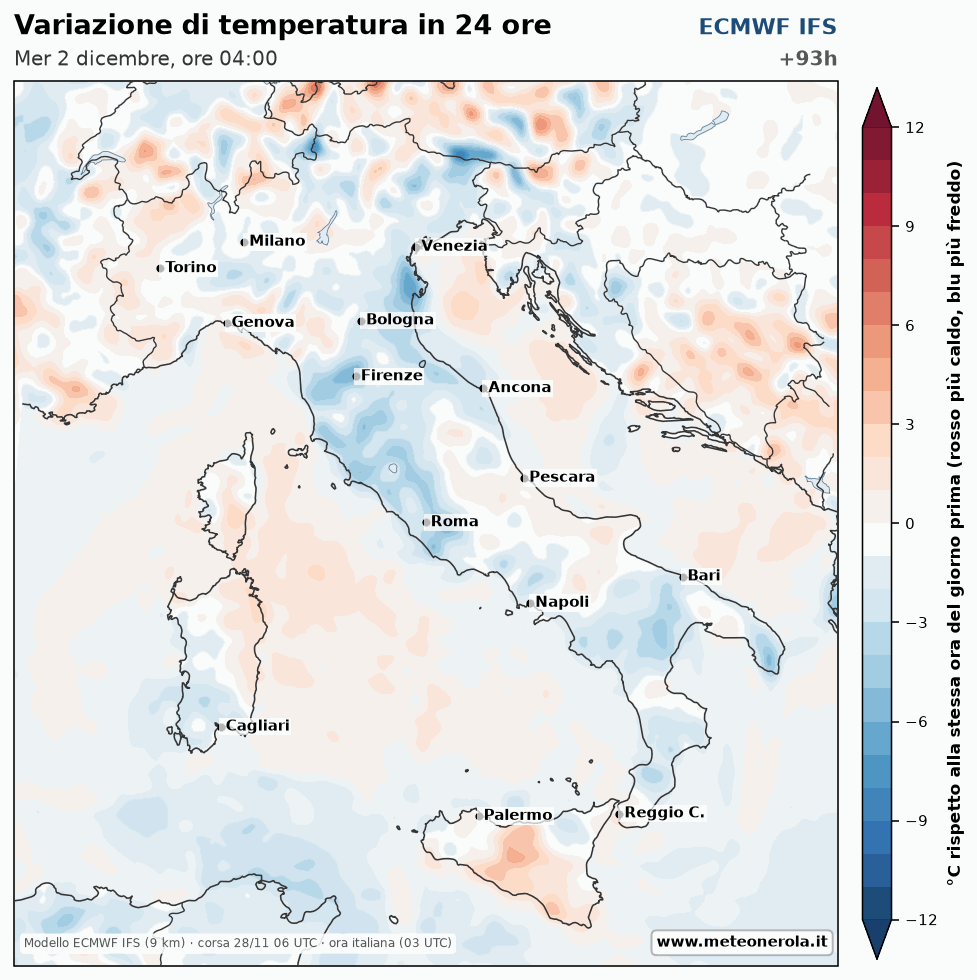 Variazione di temperatura in 24 ore
ECMWF IFS
Mer 2 dicembre, ore 04:00
+93h
Milano
Venezia
Torino
Genova
Bologna
Firenze
Ancona
Pescara
Roma
Bari
Napoli
Cagliari
Palermo
Reggio C.
12
9
6
3
0
−3
−6
−9
−12
°C rispetto alla stessa ora del giorno prima (rosso più caldo, blu più freddo)
Modello ECMWF IFS (9 km) · corsa 28/11 06 UTC · ora italiana (03 UTC)
www.meteonerola.it